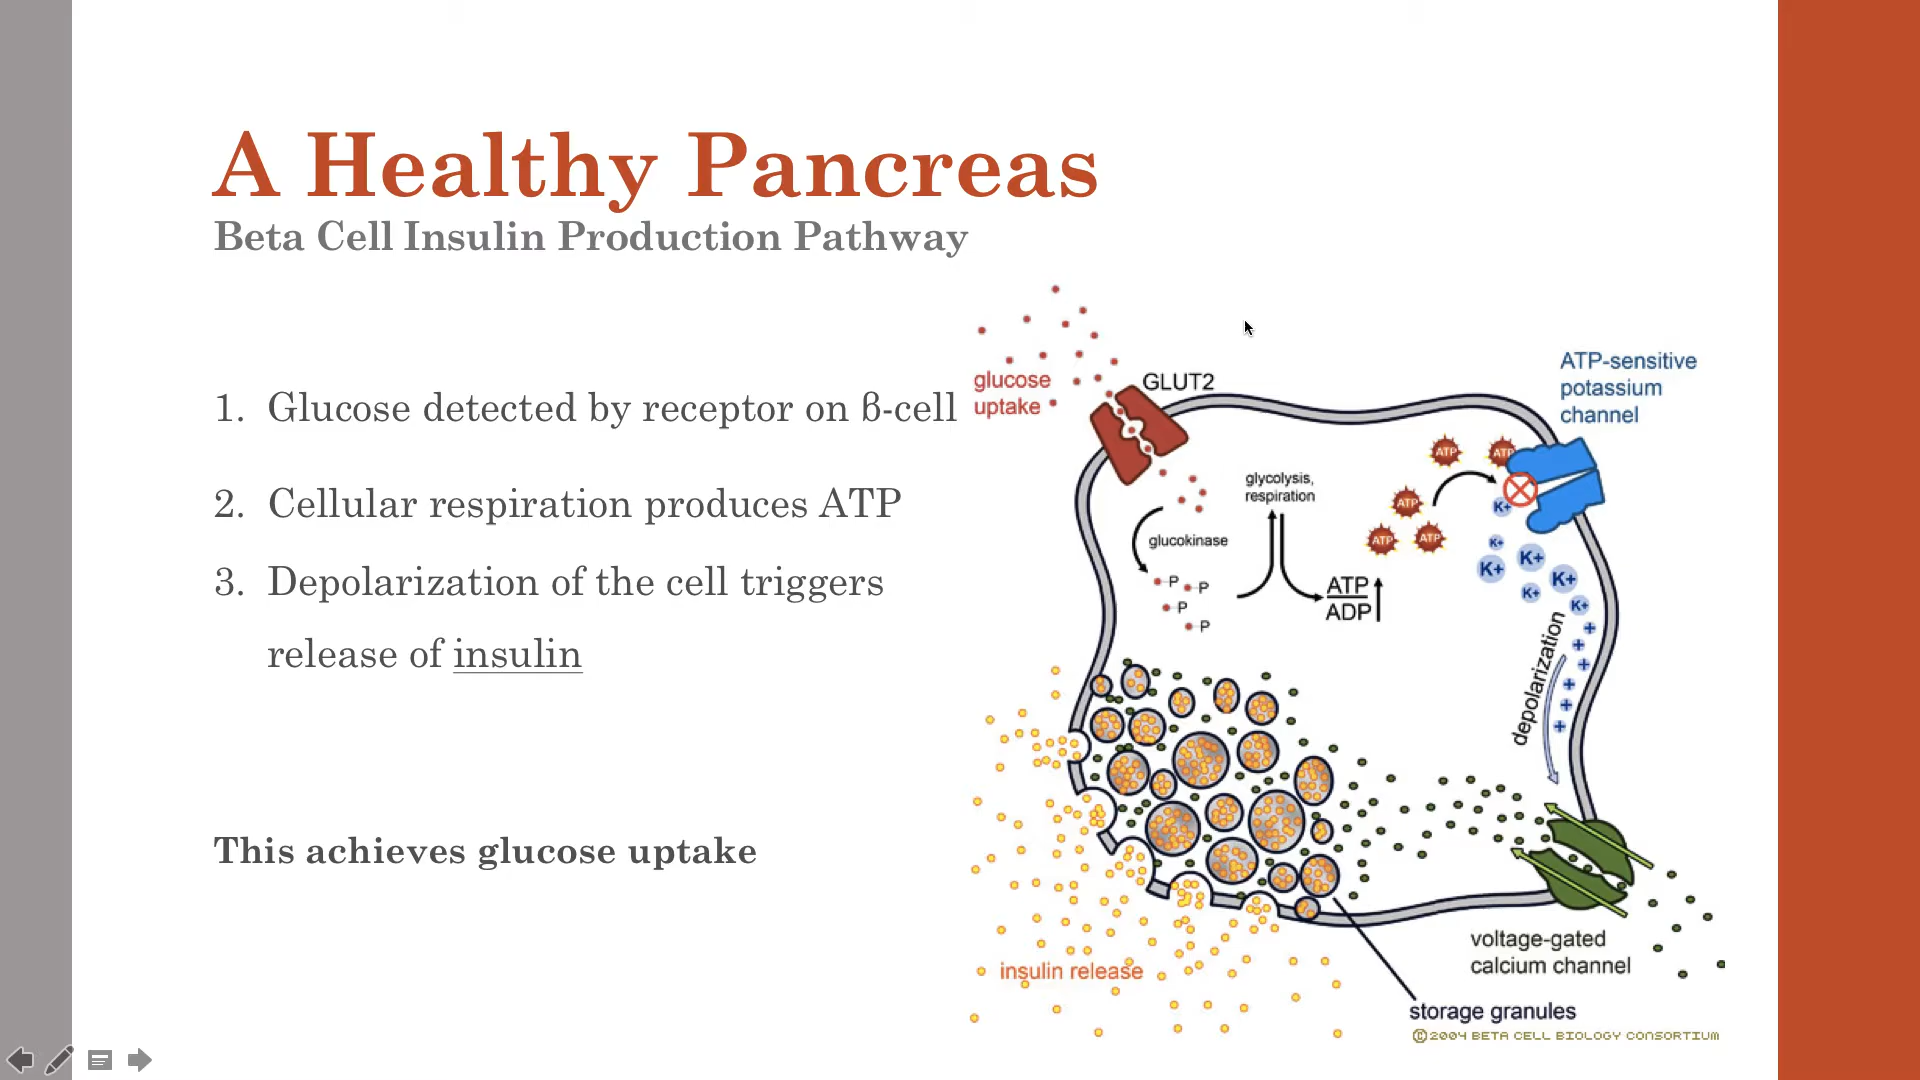 A Healthy Pancreas
Beta Cell Insulin Production Pathway
1. Glucose detected by receptor on β-cell
2. Cellular respiration produces ATP
3. Depolarization of the cell triggers
release of insulin
This achieves glucose uptake
glucose
uptake
GLUT2
ATP-sensitive
potassium
channel
glycolysis,
respiration
glucokinase
P
P
P
P
ATP
ADP
ATP
ATP
ATP
ATP
ATP
K+
K+
K+
K+
K+
K+
K+
+
+
+
+
+
+
depolarization
insulin release
voltage-gated
calcium channel
storage granules
©2004 BETA CELL BIOLOGY CONSORTIUM